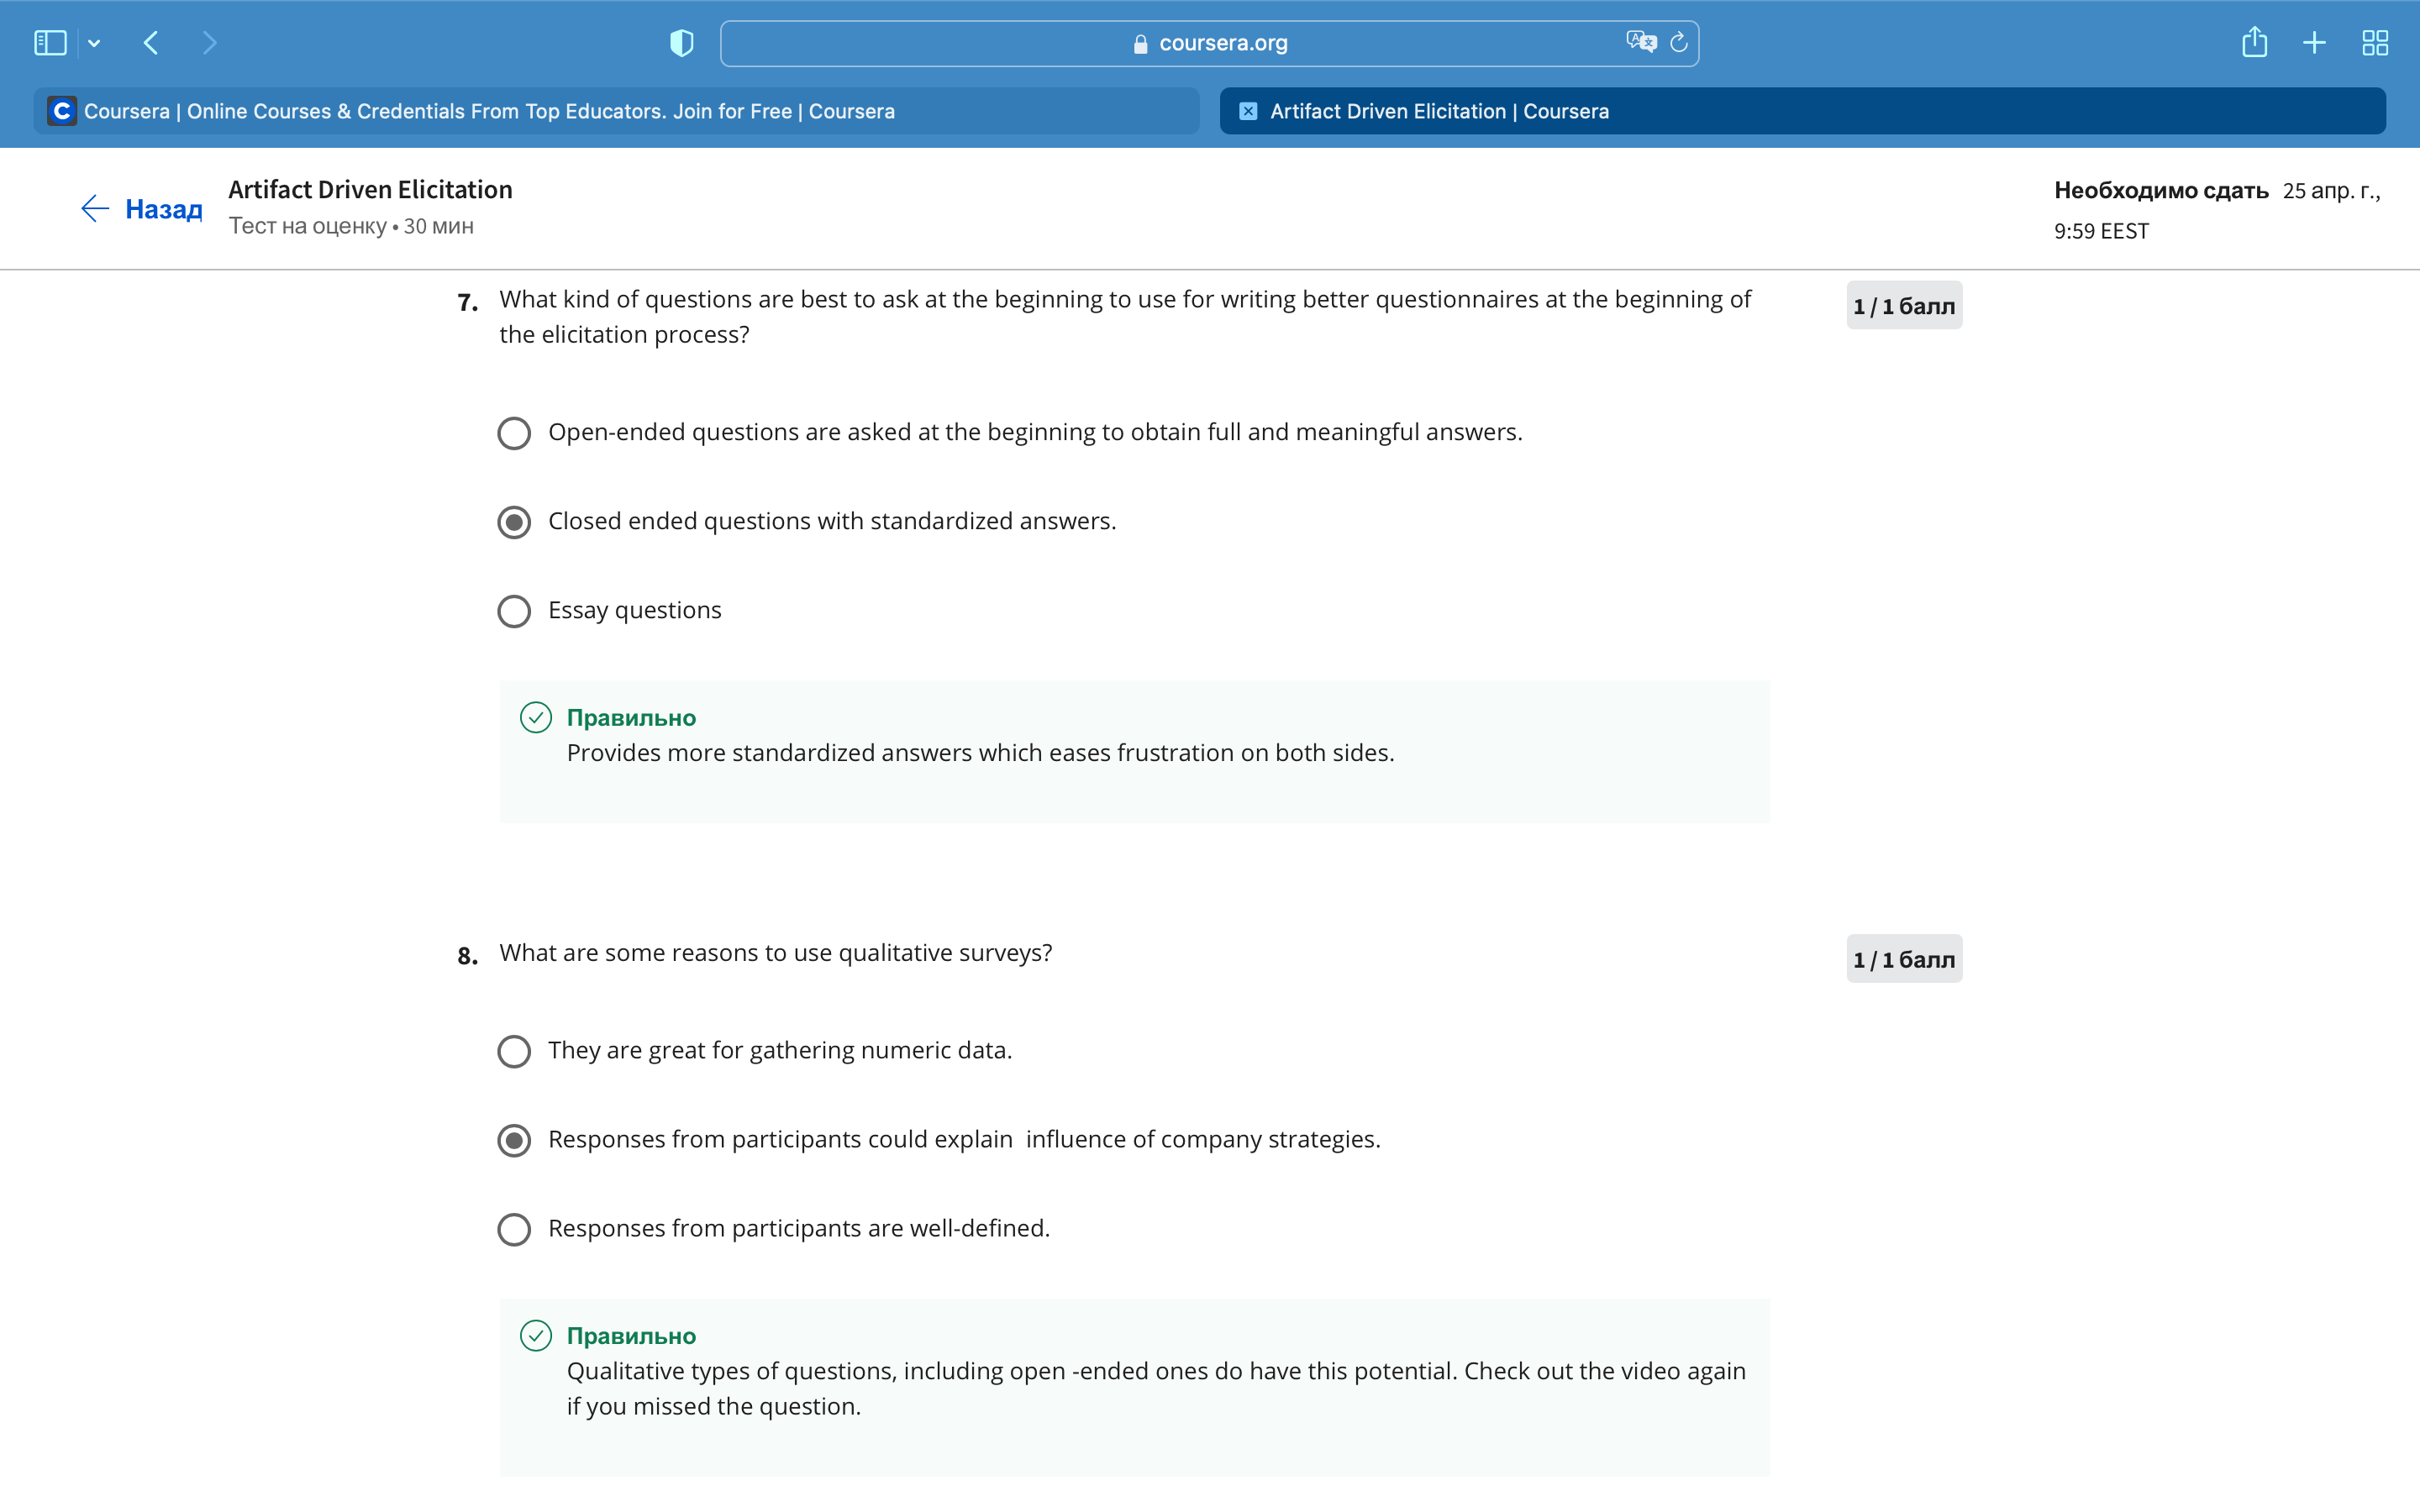 coursera.org
Coursera | Online Courses & Credentials From Top Educators. Join for Free | Coursera
Artifact Driven Elicitation | Coursera
Назад
Artifact Driven Elicitation
Тест на оценку • 30 мин
Необходимо сдать 25 апр. г.,
9:59 EEST
7. What kind of questions are best to ask at the beginning to use for writing better questionnaires at the beginning of
the elicitation process?
1 / 1 балл
Open-ended questions are asked at the beginning to obtain full and meaningful answers.
Closed ended questions with standardized answers.
Essay questions
Правильно
Provides more standardized answers which eases frustration on both sides.
8. What are some reasons to use qualitative surveys?
1 / 1 балл
They are great for gathering numeric data.
Responses from participants could explain  influence of company strategies.
Responses from participants are well-defined.
Правильно
Qualitative types of questions, including open -ended ones do have this potential. Check out the video again
if you missed the question.